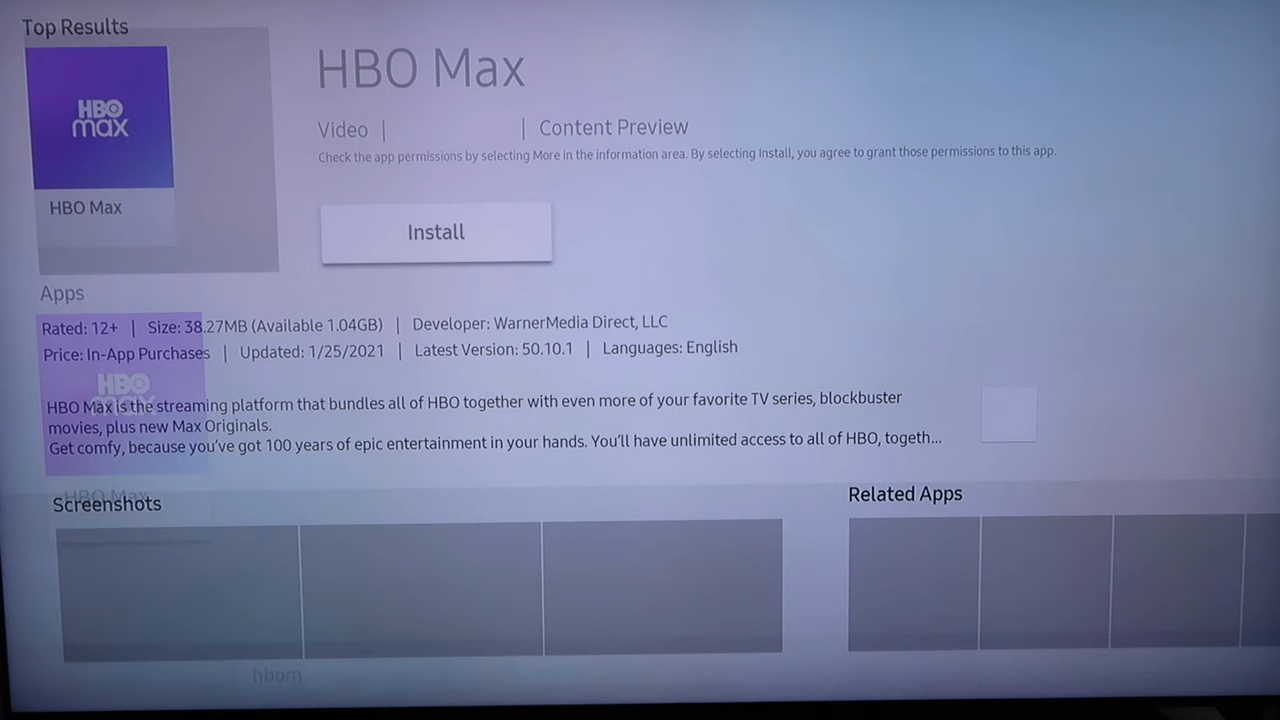 Top Results
HBO max
HBO Max
HBO Max
Video | | Content Preview
Check the app permissions by selecting More in the information area. By selecting Install, you agree to grant those permissions to this app.
Install
Apps
Rated: 12+ | Size: 38.27MB (Available 1.04GB) | Developer: WarnerMedia Direct, LLC
Price: In-App Purchases | Updated: 1/25/2021 | Latest Version: 50.10.1 | Languages: English
HBO max
HBO Max is the streaming platform that bundles all of HBO together with even more of your favorite TV series, blockbuster
movies, plus new Max Originals.
Get comfy, because you've got 100 years of epic entertainment in your hands. You'll have unlimited access to all of HBO, togeth...
HBO Max
Screenshots
Related Apps
hbom